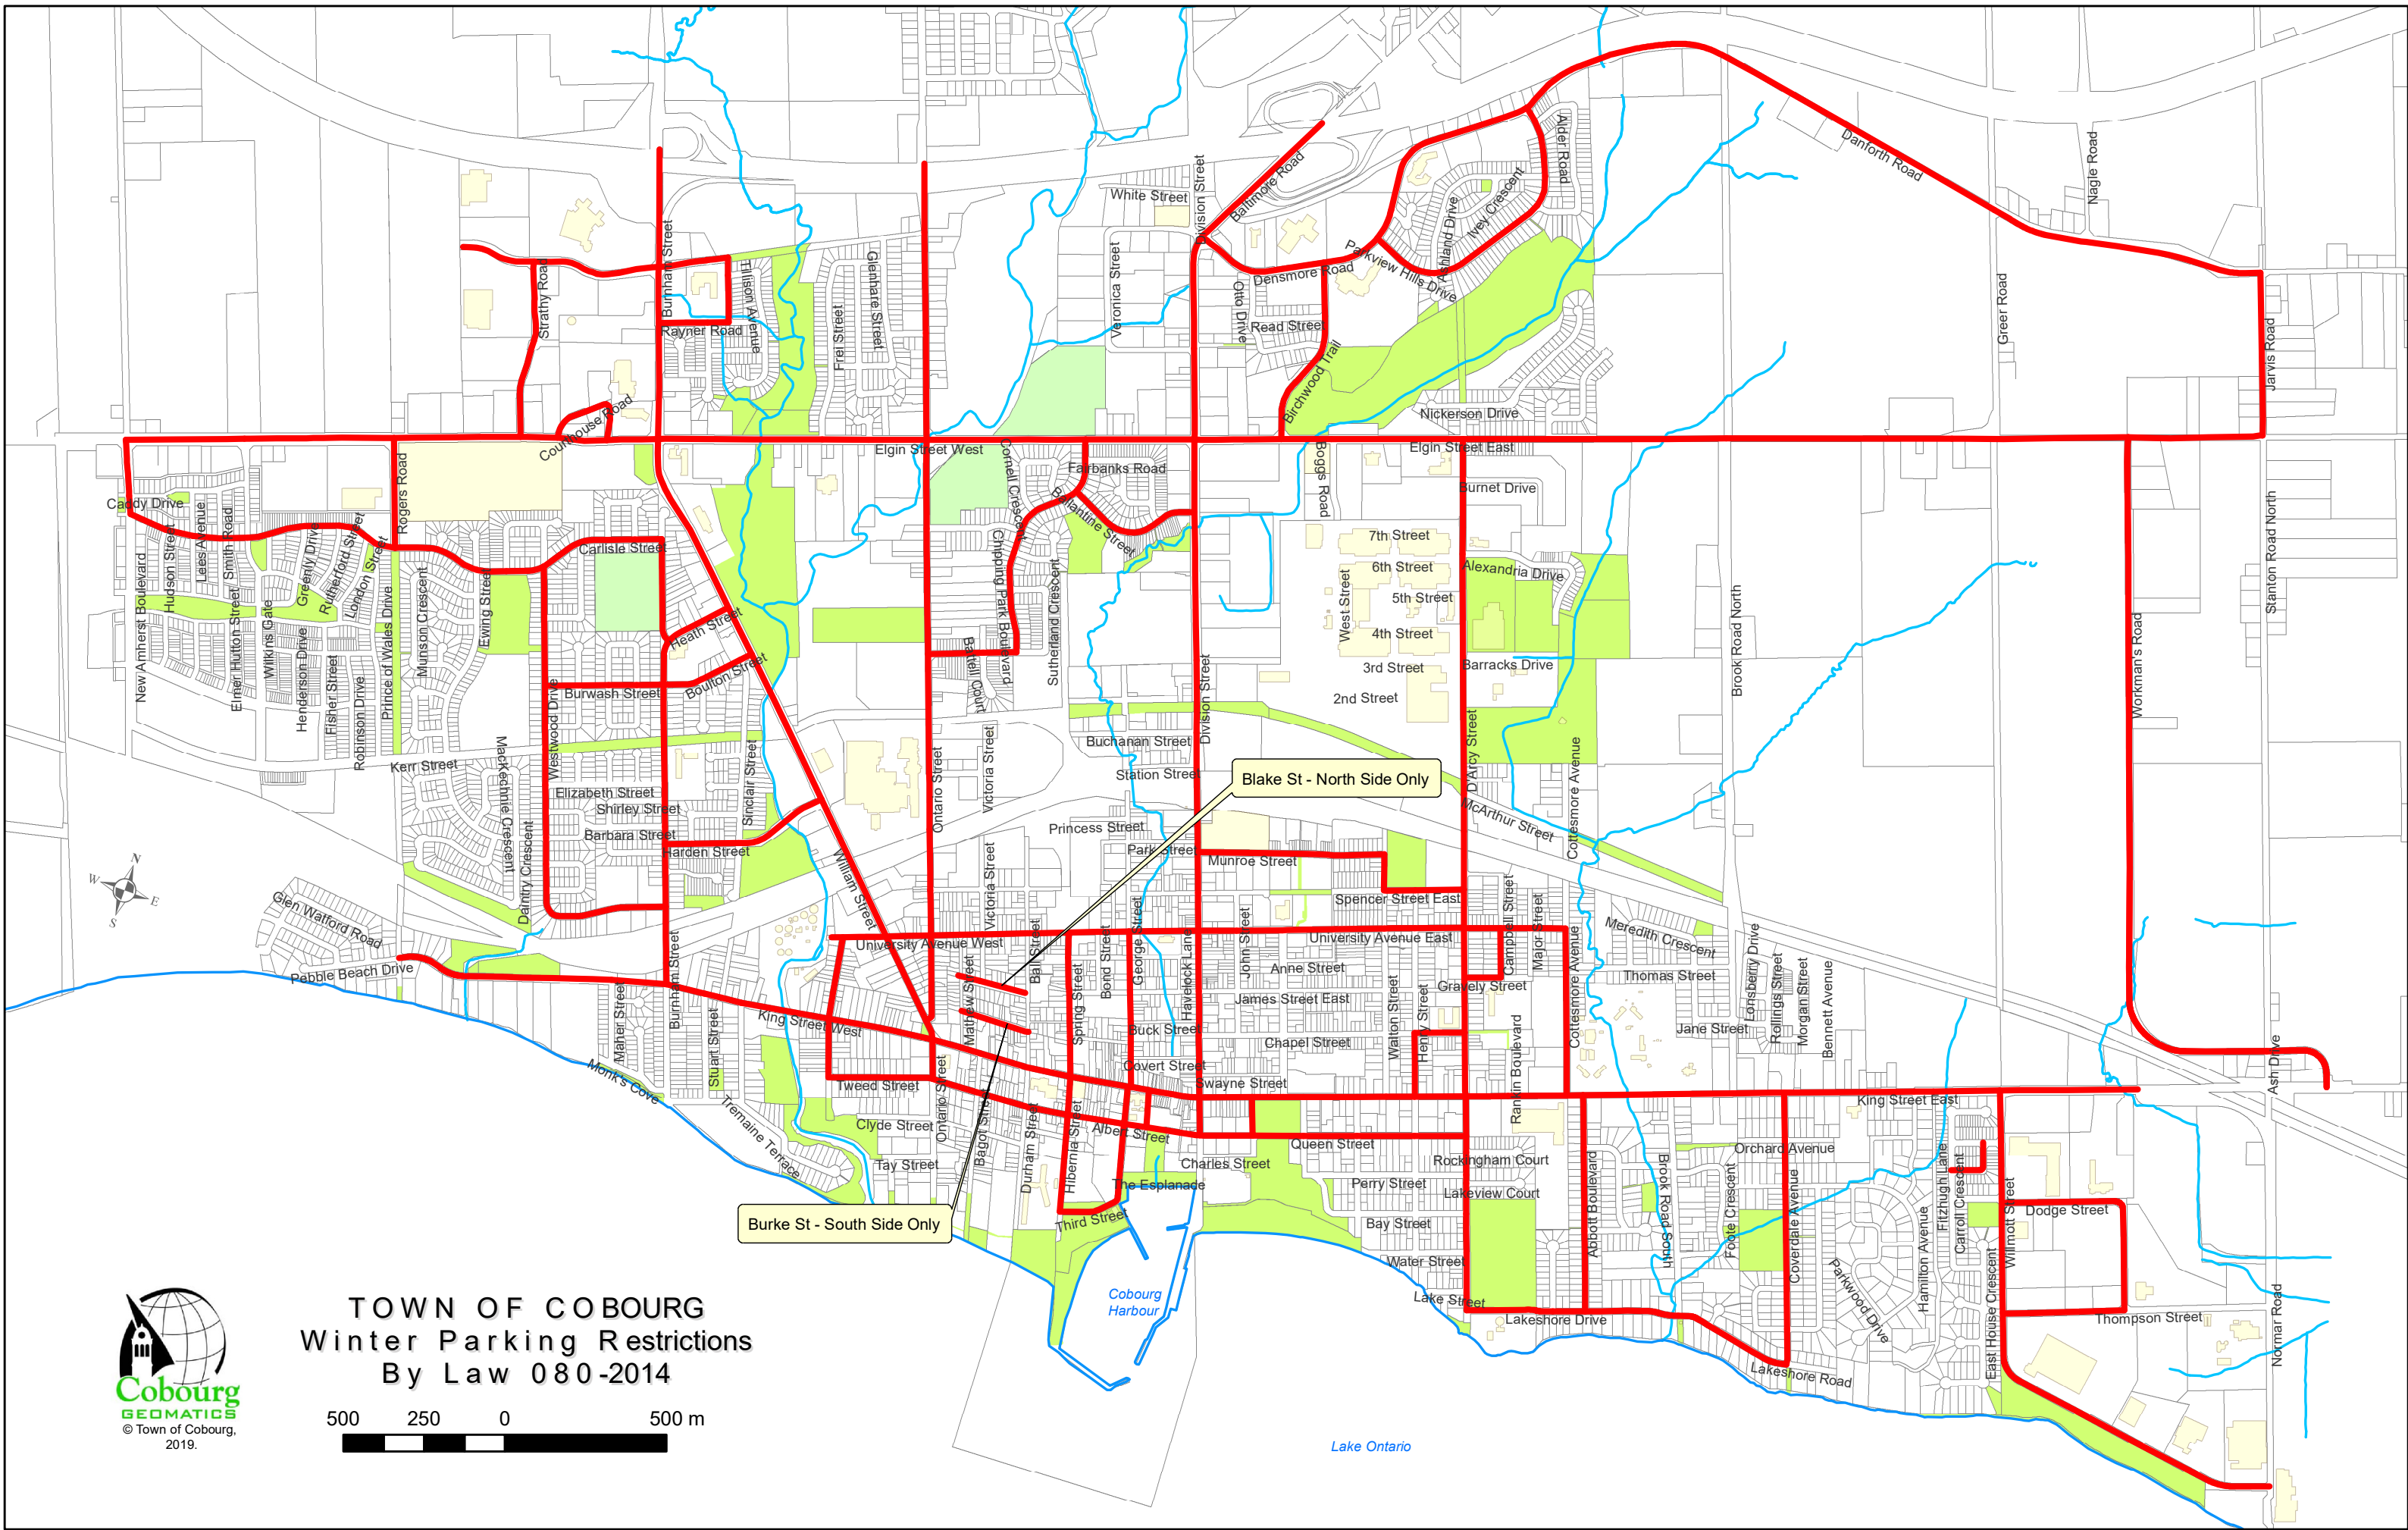 White Street
Division Street
Baltimore Road
Alder Road
Danforth Road
Nagle Road
Burnham Street
Strathy Road
Tillison Avenue
Rayner Road
Glenhare Street
Frei Street
Veronica Street
Otto Drive
Densmore Road
Read Street
Birchwood Trail
Parkview Hills Drive
Ashland Drive
Ivey Crescent
Nickerson Drive
Greer Road
Jarvis Road
Courthouse Road
Elgin Street West
Elgin Street East
Rogers Road
Caddy Drive
Hudson Street
Lees Avenue
Smith Road
Greenly Drive
Rutherford Street
London Street
New Amherst Boulevard
Elmer Hutton Street
Wilkins Gate
Henderson Drive
Fisher Street
Robinson Drive
Prince of Wales Drive
Munson Crescent
Ewing Street
Carlisle Street
Heath Street
Boulton Street
Burwash Street
Westwood Drive
Kerr Street
Mackechnie Crescent
Daintry Crescent
Elizabeth Street
Shirley Street
Barbara Street
Harden Street
Sinclair Street
Cornell Crescent
Fairbanks Road
Ballantine Street
Chipping Park Boulevard
Sutherland Crescent
Battell Court
Boggs Road
Burnet Drive
7th Street
6th Street
5th Street
4th Street
3rd Street
2nd Street
West Street
Alexandria Drive
Barracks Drive
D'Arcy Street
McArthur Street
Cottesmore Avenue
Brook Road North
Workman's Road
Stanton Road North
Buchanan Street
Station Street
Division Street
Ontario Street
Victoria Street
Blake St - North Side Only
Princess Street
Park Street
Munroe Street
Spencer Street East
William Street
Victoria Street
University Avenue West
University Avenue East
Ball Street
Mathew Street
Spring Street
Bond Street
George Street
Havelock Lane
John Street
Anne Street
James Street East
Chapel Street
Buck Street
Covert Street
Swayne Street
Walton Street
Henry Street
Gravely Street
Campbell Street
Major Street
Cottesmore Avenue
Rankin Boulevard
Meredith Crescent
Thomas Street
Jane Street
Lonsberry Drive
Rollings Street
Morgan Street
Bennett Avenue
Ash Drive
N
W
E
S
Glen Watford Road
Pebble Beach Drive
Burnham Street
Maher Street
Stuart Street
Monk's Cove
Tremaine Terrace
King Street West
Tweed Street
Clyde Street
Tay Street
Ontario Street
Bagot Street
Durham Street
Hibernia Street
Albert Street
Third Street
The Esplanade
Charles Street
Queen Street
King Street East
Rockingham Court
Perry Street
Lakeview Court
Bay Street
Water Street
Lake Street
Lakeshore Drive
Abbott Boulevard
Brook Road South
Foote Crescent
Orchard Avenue
Coverdale Avenue
Parkwood Drive
Hamilton Avenue
Fitzhugh Lane
Carroll Crescent
East House Crescent
Willmott Street
Dodge Street
Thompson Street
Normar Road
Lakeshore Road
Burke St - South Side Only
Cobourg
Harbour
Lake Ontario
TOWN OF COBOURG
Winter Parking Restrictions
By Law 080-2014
500 250 0 500 m
Cobourg
GEOMATICS
© Town of Cobourg,
2019.